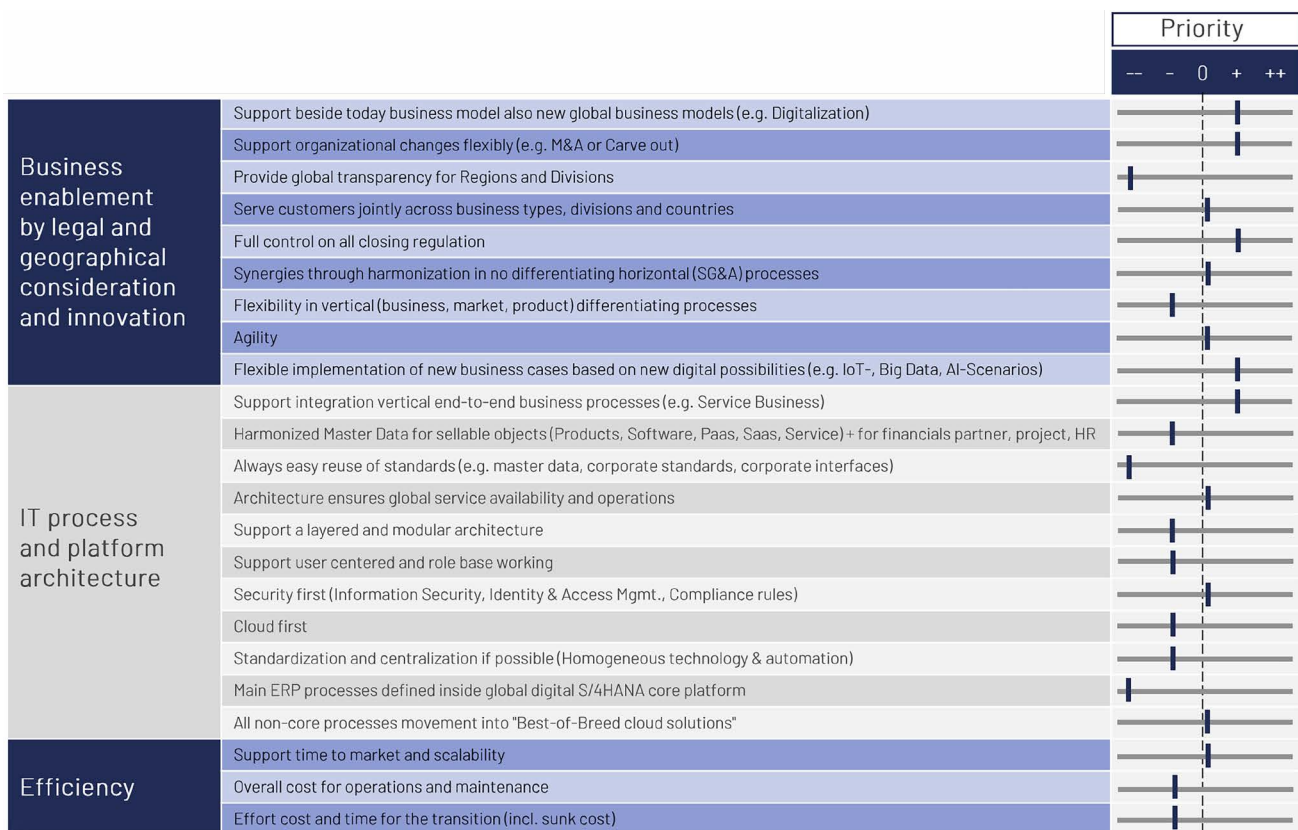 Priority
-- - 0 + ++
Business
enablement
by legal and
geographical
consideration
and innovation
Support beside today business model also new global business models (e.g. Digitalization)
Support organizational changes flexibly (e.g. M&A or Carve out)
Provide global transparency for Regions and Divisions
Serve customers jointly across business types, divisions and countries
Full control on all closing regulation
Synergies through harmonization in no differentiating horizontal (SG&A) processes
Flexibility in vertical (business, market, product) differentiating processes
Agility
Flexible implementation of new business cases based on new digital possibilities (e.g. IoT-, Big Data, AI-Scenarios)
IT process
and platform
architecture
Support integration vertical end-to-end business processes (e.g. Service Business)
Harmonized Master Data for sellable objects (Products, Software, Paas, Saas, Service) + for financials partner, project, HR
Always easy reuse of standards (e.g. master data, corporate standards, corporate interfaces)
Architecture ensures global service availability and operations
Support a layered and modular architecture
Support user centered and role base working
Security first (Information Security, Identity & Access Mgmt., Compliance rules)
Cloud first
Standardization and centralization if possible (Homogeneous technology & automation)
Main ERP processes defined inside global digital S/4HANA core platform
All non-core processes movement into "Best-of-Breed cloud solutions"
Efficiency
Support time to market and scalability
Overall cost for operations and maintenance
Effort cost and time for the transition (incl. sunk cost)